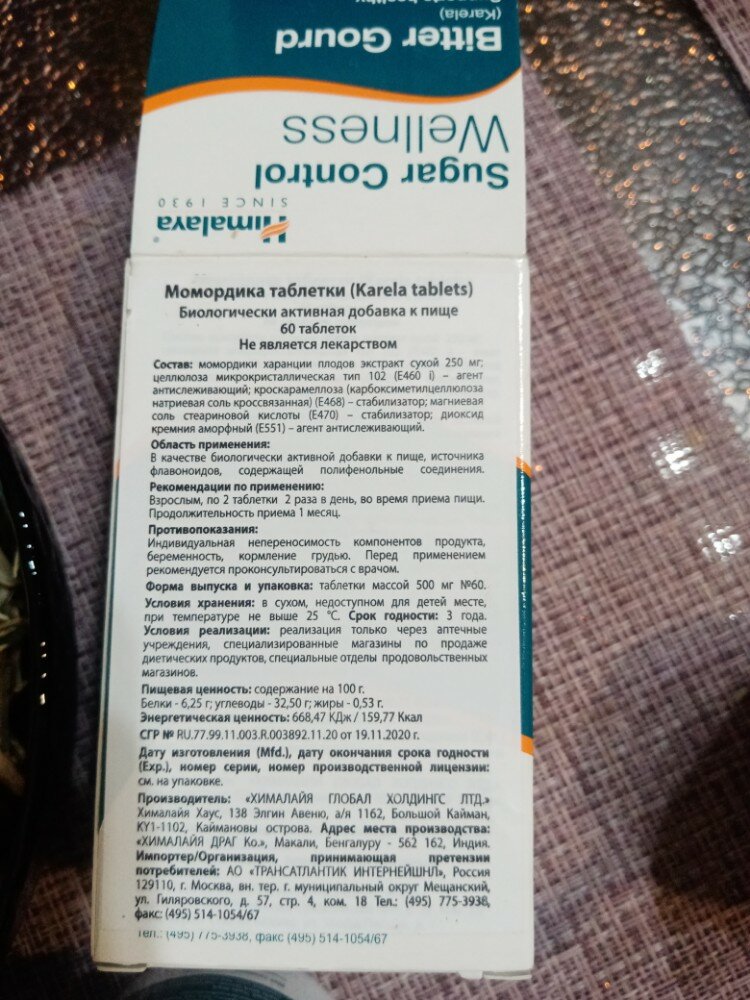 (Karela)
Bitter Gourd
Wellness
Sugar Control
SINCE 1930
Himalaya
Момордика таблетки (Karela tablets)
Биологически активная добавка к пище
60 таблеток
Не является лекарством
Состав: момордики харанции плодов экстракт сухой 250 мг;
целлюлоза микрокристаллическая тип 102 (Е460 i) – агент
антислеживающий; кроскарамеллоза (карбоксиметилцеллюлоза
натриевая соль кроссвязанная) (Е468) – стабилизатор; магниевая
соль стеариновой кислоты (Е470) – стабилизатор; диоксид
кремния аморфный (Е551) – агент антислеживающий.
Область применения:
В качестве биологически активной добавки к пище, источника
флавоноидов, содержащей полифенольные соединения.
Рекомендации по применению:
Взрослым, по 2 таблетки 2 раза в день, во время приема пищи.
Продолжительность приема 1 месяц.
Противопоказания:
Индивидуальная непереносимость компонентов продукта,
беременность, кормление грудью. Перед применением
рекомендуется проконсультироваться с врачом.
Форма выпуска и упаковка: таблетки массой 500 мг №60.
Условия хранения: в сухом, недоступном для детей месте,
при температуре не выше 25 °С. Срок годности: 3 года.
Условия реализации: реализация только через аптечные
учреждения, специализированные магазины по продаже
диетических продуктов, специальные отделы продовольственных
магазинов.
Пищевая ценность: содержание на 100 г.
Белки - 6,25 г; углеводы - 32,50 г; жиры - 0,53 г.
Энергетическая ценность: 668,47 КДж / 159,77 Ккал
СГР № RU.77.99.11.003.R.003892.11.20 от 19.11.2020 г.
Дату изготовления (Mfd.), дату окончания срока годности
(Exp.), номер серии, номер производственной лицензии:
см. на упаковке.
Производитель: «ХИМАЛАЙЯ ГЛОБАЛ ХОЛДИНГС ЛТД.»
Хималайя Хаус, 138 Элгин Авеню, а/я 1162, Большой Кайман,
KY1-1102, Каймановы острова. Адрес места производства:
«ХИМАЛАЙЯ ДРАГ Ко.», Макали, Бенгалуру - 562 162, Индия.
Импортер/Организация, принимающая претензии
потребителей: АО «ТРАНСАТЛАНТИК ИНТЕРНЕЙШНЛ», Россия
129110, г. Москва, вн. тер. г. муниципальный округ Мещанский,
ул. Гиляровского, д. 57, стр. 4, ком. 18 Тел.: (495) 775-3938,
факс: (495) 514-1054/67
Тел.: (495) 775-3938, факс (495) 514-1054/67